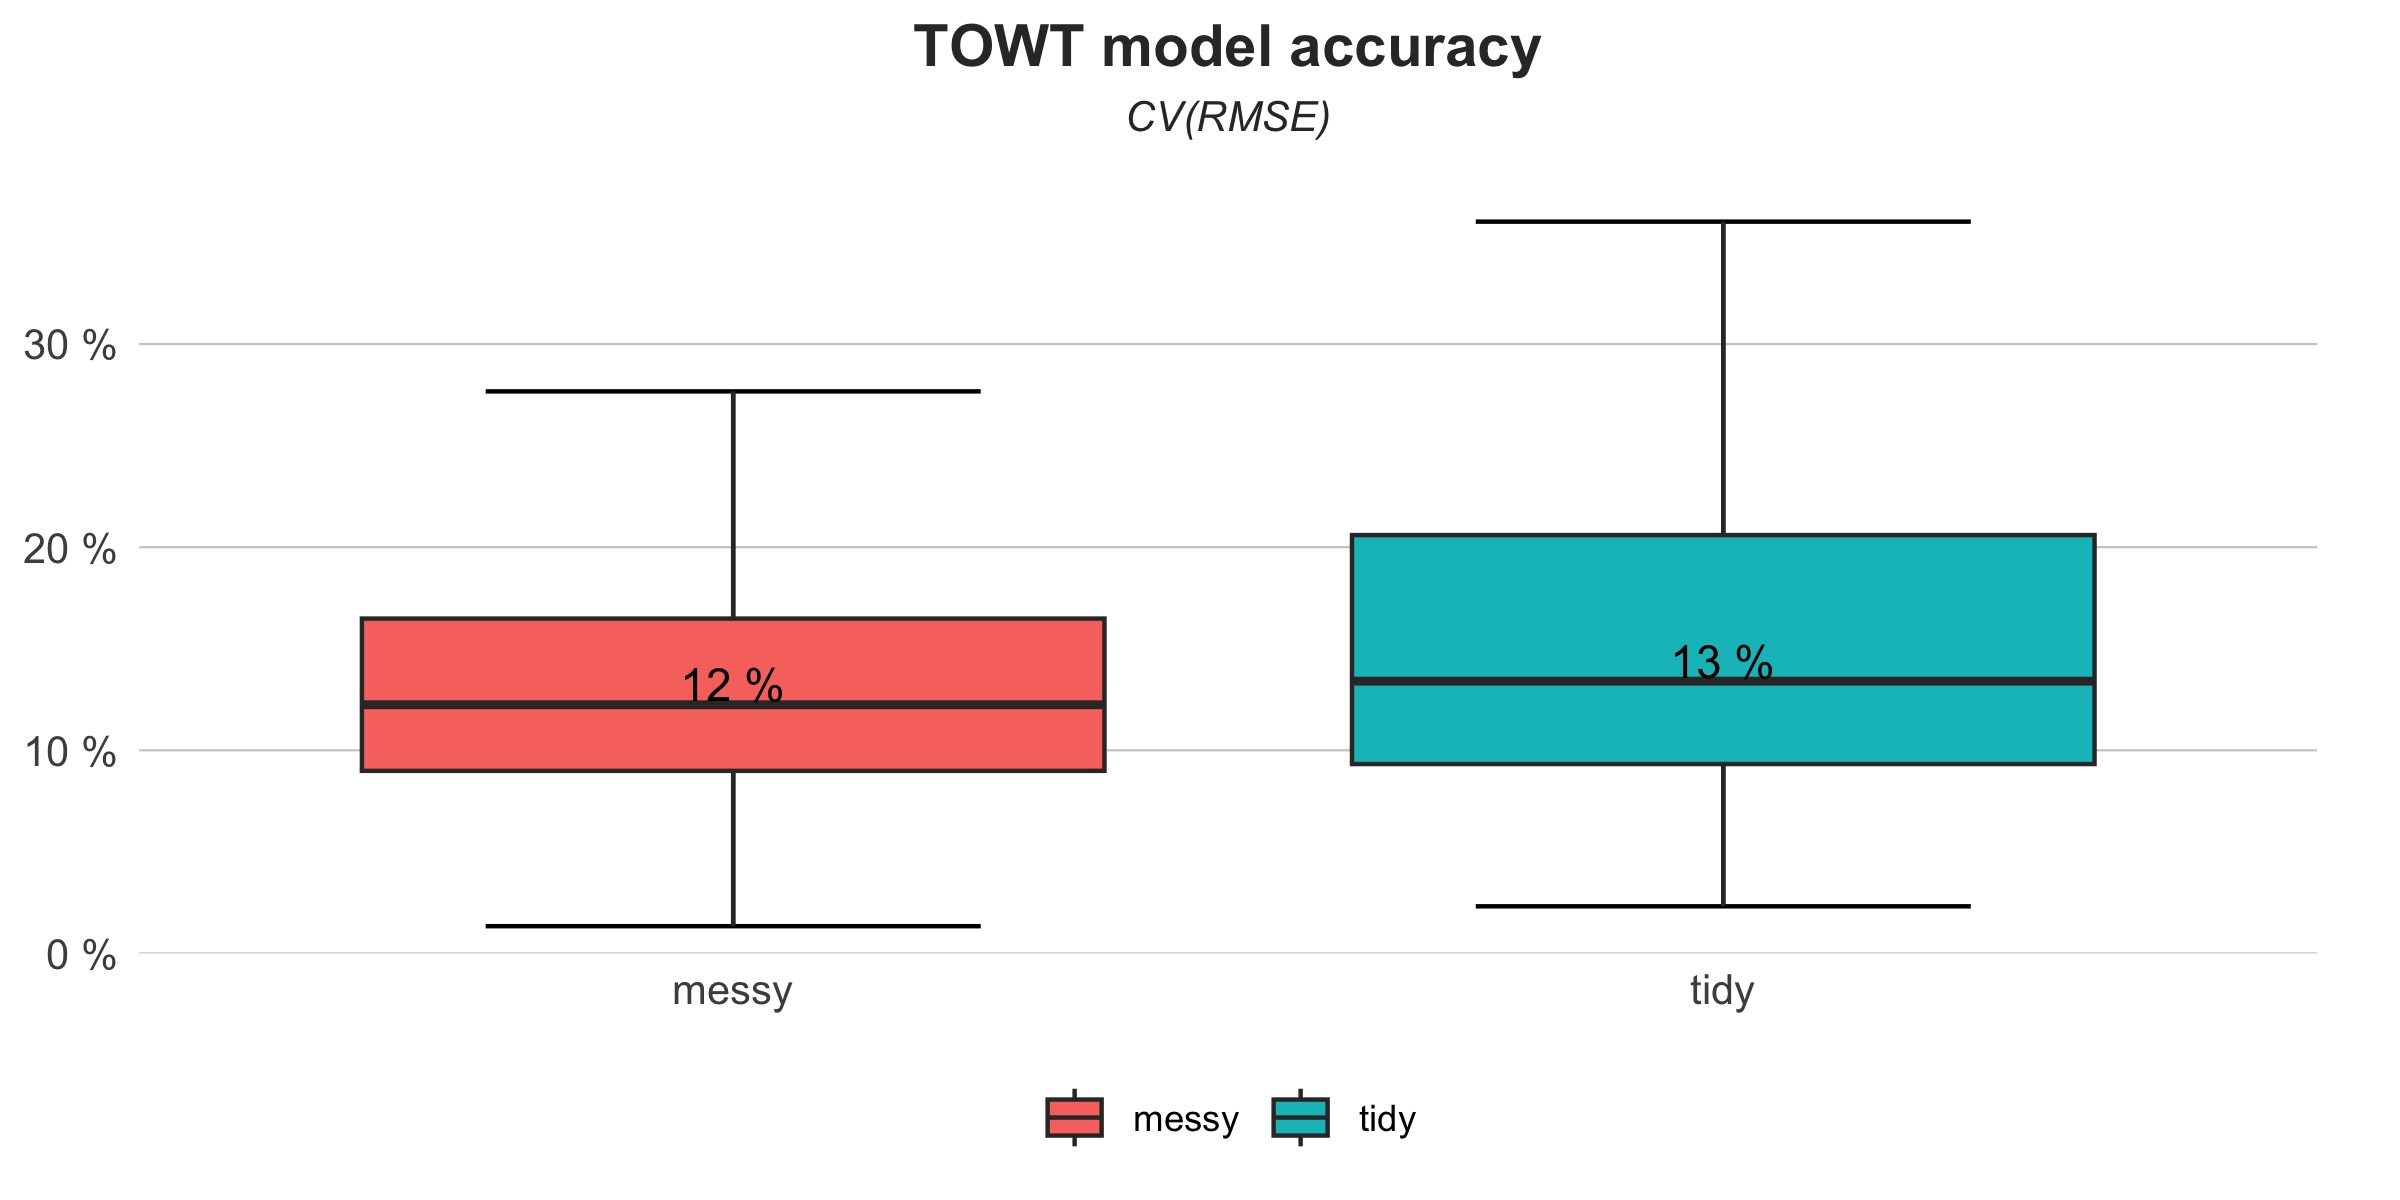 TOWT model accuracy
CV(RMSE)
30 %
20 %
10 %
0 %
12 %
13 %
messy
tidy
messy
tidy